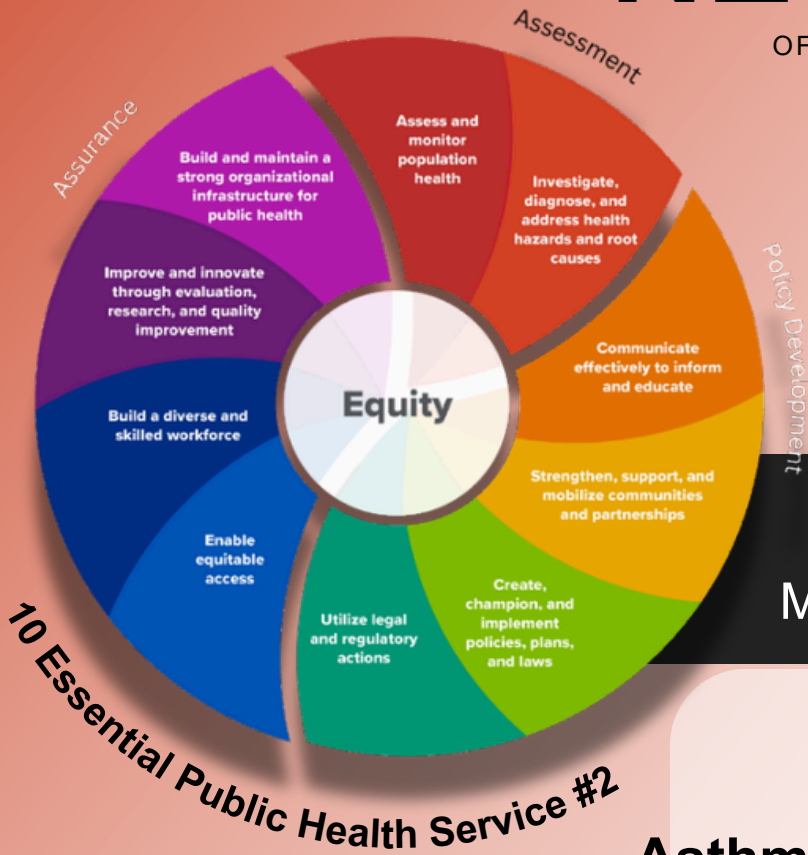 Assessment
OF
Assurance
Assess and
monitor
population
health
Build and maintain a
strong organizational
infrastructure for
public health
Investigate,
diagnose, and
address health
hazards and root
causes
Policy Development
Improve and innovate
through evaluation,
research, and quality
improvement
Communicate
effectively to inform
and educate
Equity
Build a diverse and
skilled workforce
Strengthen, support, and
mobilize communities
and partnerships
Enable
equitable
access
Create,
champion, and
implement
policies, plans,
and laws
M
Utilize legal
and regulatory
actions
10 Essential Public Health Service #2